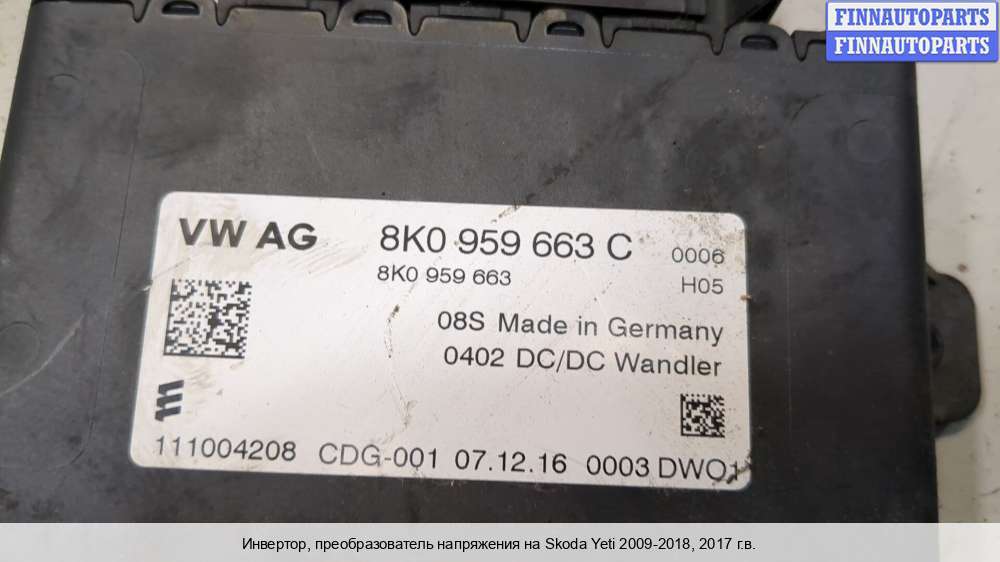 FINNAUTOPARTS
FINNAUTOPARTS
VW AG
8K0 959 663 C
0006
8K0 959 663
H05
08S Made in Germany
0402 DC/DC Wandler
111004208 CDG-001 07.12.16 0003 DWO1
Инвертор, преобразователь напряжения на Skoda Yeti 2009-2018, 2017 г.в.